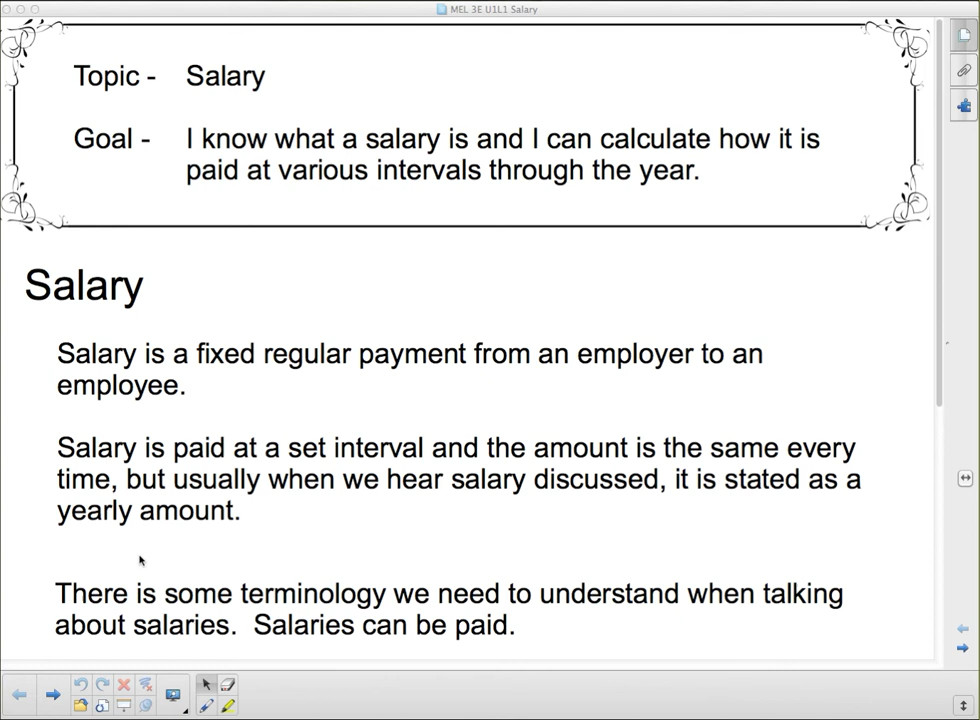 MEL 3E U1L1 Salary
Topic - Salary
Goal - I know what a salary is and I can calculate how it is
paid at various intervals through the year.
Salary
Salary is a fixed regular payment from an employer to an
employee.
Salary is paid at a set interval and the amount is the same every
time, but usually when we hear salary discussed, it is stated as a
yearly amount.
There is some terminology we need to understand when talking
about salaries. Salaries can be paid.